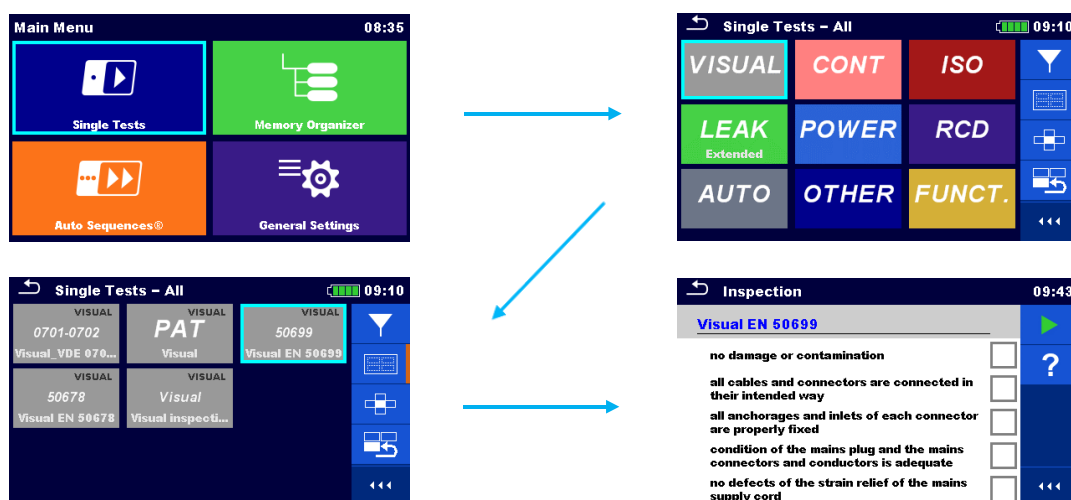 Main Menu 08:35
Single Tests
Memory Organizer
Auto Sequences®
General Settings
Single Tests – All 09:10
VISUAL CONT ISO
LEAK POWER RCD
Extended
AUTO OTHER FUNCT.
Single Tests – All 09:10
VISUAL VISUAL VISUAL
0701-0702 PAT 50699
Visual_VDE 070... Visual Visual EN 50699
VISUAL VISUAL
50678 Visual
Visual EN 50678 Visual inspecti...
Inspection 09:43
Visual EN 50699
?
no damage or contamination
all cables and connectors are connected in
their intended way
all anchorages and inlets of each connector
are properly fixed
condition of the mains plug and the mains
connectors and conductors is adequate
no defects of the strain relief of the mains
supply cord